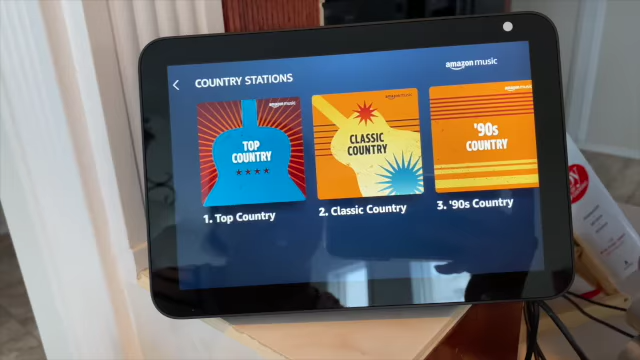 COUNTRY STATIONS
amazon music
amazon music
TOP
COUNTRY
amazon music
CLASSIC
COUNTRY
amazon music
'90s
COUNTRY
1. Top Country
2. Classic Country
3. '90s Country